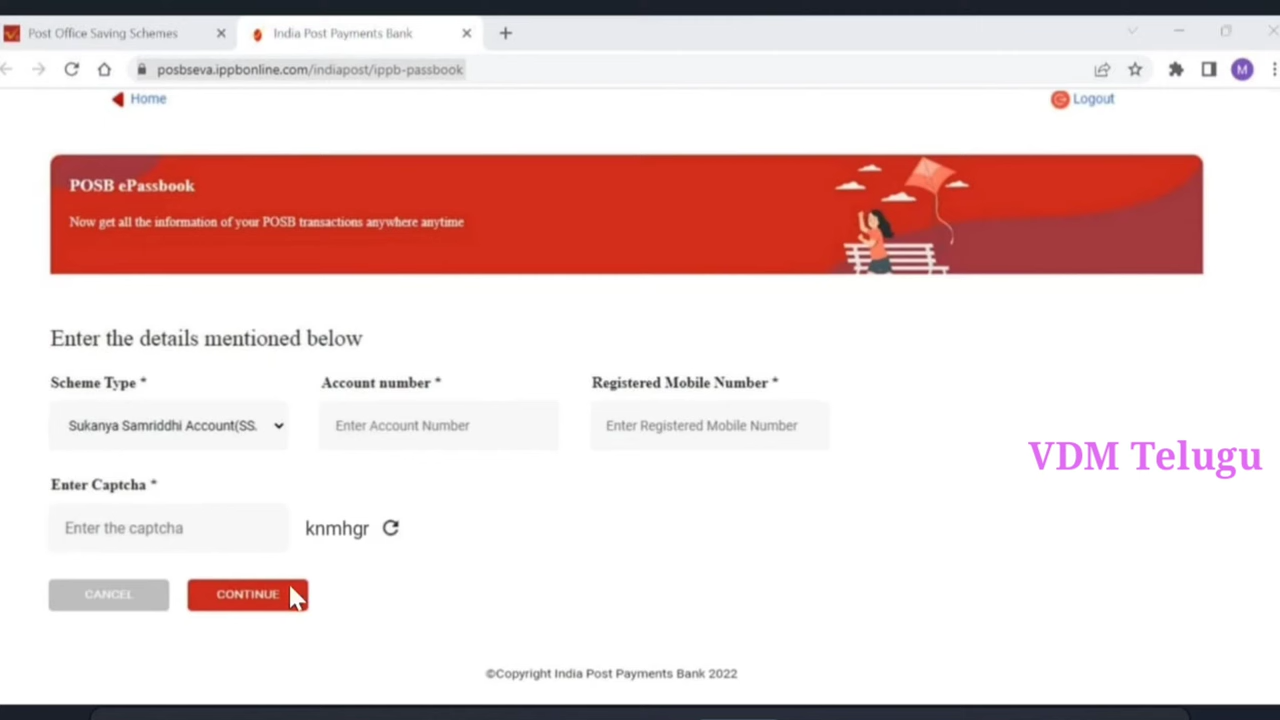 Post Office Saving Schemes
India Post Payments Bank
posbseva.ippbonline.com/indiapost/ippb-passbook
M
Home
Logout
POSB ePassbook
Now get all the information of your POSB transactions anywhere anytime
Enter the details mentioned below
Scheme Type *
Account number *
Registered Mobile Number *
Sukanya Samriddhi Account(SS.
Enter Account Number
Enter Registered Mobile Number
VDM Telugu
Enter Captcha *
Enter the captcha
knmhgr
CANCEL
CONTINUE
©Copyright India Post Payments Bank 2022